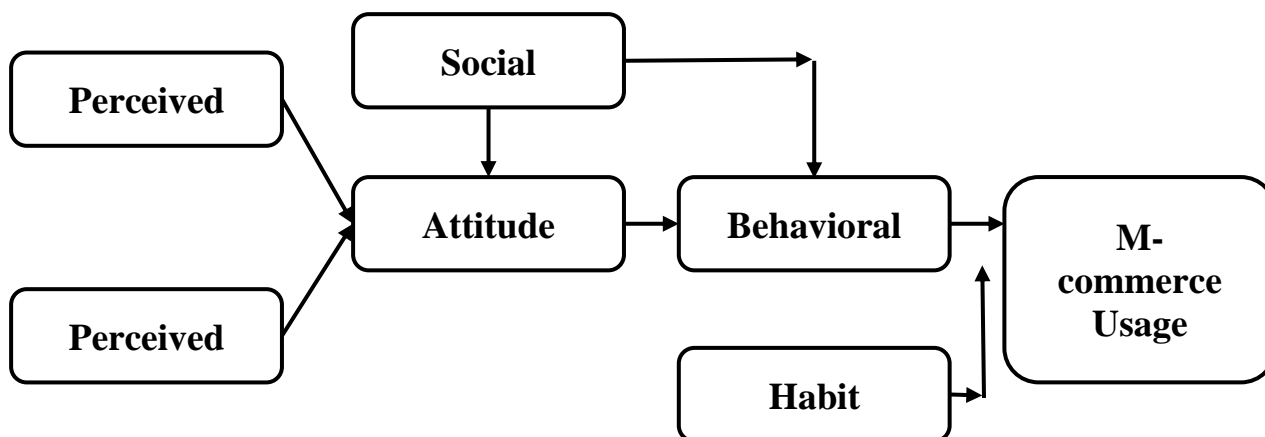 Social
Perceived
Attitude
Behavioral
M-
commerce
Usage
Perceived
Habit